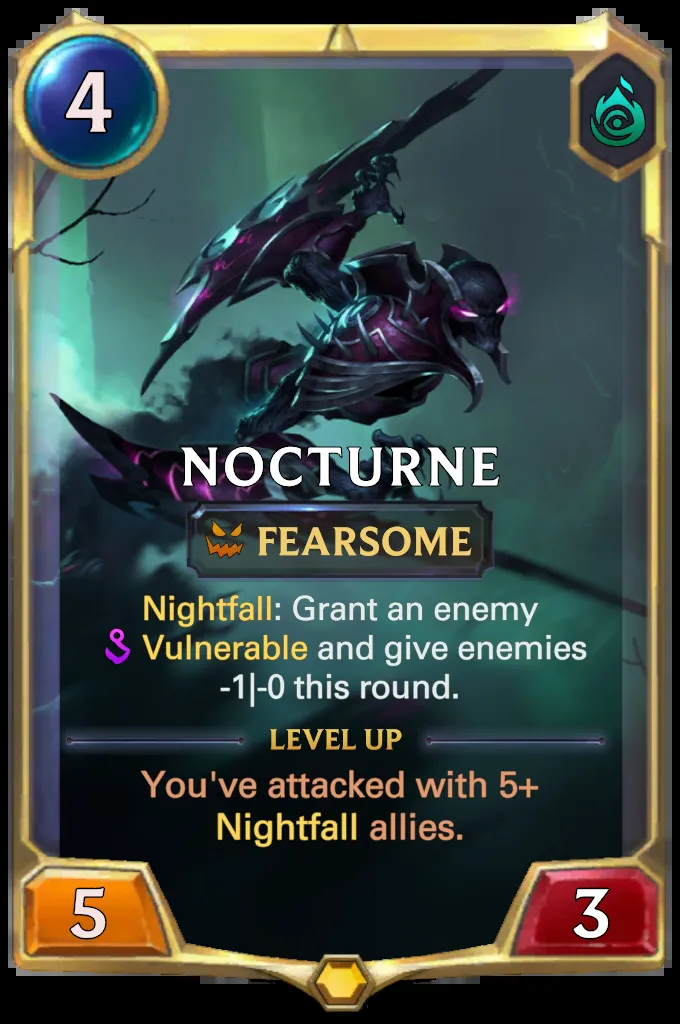 4
NOCTURNE
FEARSOME
Nightfall: Grant an enemy
Vulnerable and give enemies
-1|-0 this round.
LEVEL UP
You've attacked with 5+
Nightfall allies.
5
3